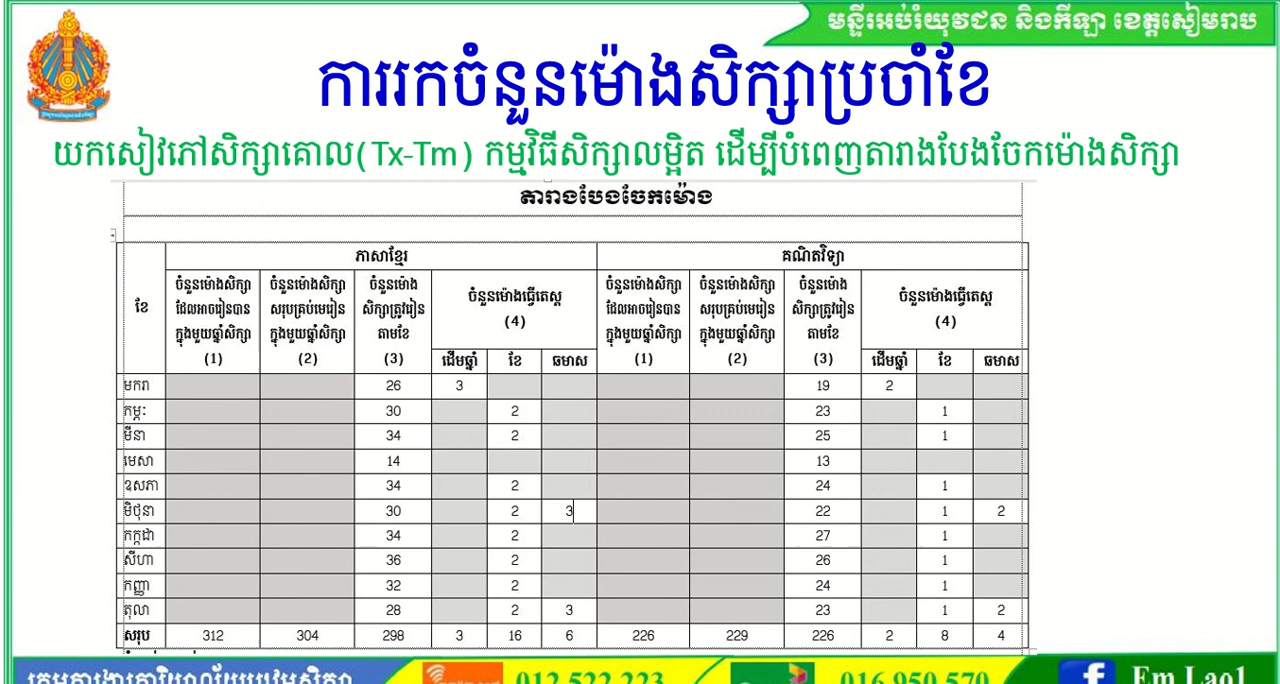 មន្ទីរអប់រំយុវជន និងកីឡា ខេត្តសៀមរាប
ការរកចំនួនម៉ោងសិក្សាប្រចាំខែ
យកសៀវភៅសិក្សាគោល(Tx-Tm) កម្មវិធីសិក្សាលម្អិត ដើម្បីបំពេញតារាងបែងចែកម៉ោងសិក្សា
តារាងបែងចែកម៉ោង
ខែ ភាសាខ្មែរ គណិតវិទ្យា
ចំនួនម៉ោងសិក្សាដែលអាចរៀនបានក្នុងមួយឆ្នាំសិក្សា (1) ចំនួនម៉ោងសិក្សាសរុបគ្រប់មេរៀនក្នុងមួយឆ្នាំសិក្សា (2) ចំនួនម៉ោងសិក្សាត្រូវរៀនតាមខែ (3) ចំនួនម៉ោងធ្វើតេស្ត (4) ចំនួនម៉ោងសិក្សាដែលអាចរៀនបានក្នុងមួយឆ្នាំសិក្សា (1) ចំនួនម៉ោងសិក្សាសរុបគ្រប់មេរៀនក្នុងមួយឆ្នាំសិក្សា (2) ចំនួនម៉ោងសិក្សាត្រូវរៀនតាមខែ (3) ចំនួនម៉ោងធ្វើតេស្ត (4)
ដើមឆ្នាំ ខែ ឆមាស ដើមឆ្នាំ ខែ ឆមាស
មករា 26 3 19 2
កម្ភៈ 30 2 23 1
មីនា 34 2 25 1
មេសា 14 13
ឧសភា 34 2 24 1
មិថុនា 30 2 3 22 1 2
កក្កដា 34 2 27 1
សីហា 36 2 26 1
កញ្ញា 32 2 24 1
តុលា 28 2 3 23 1 2
សរុប 312 304 298 3 16 6 226 229 226 2 8 4
012 522 223
016 950 570
Em Lao1